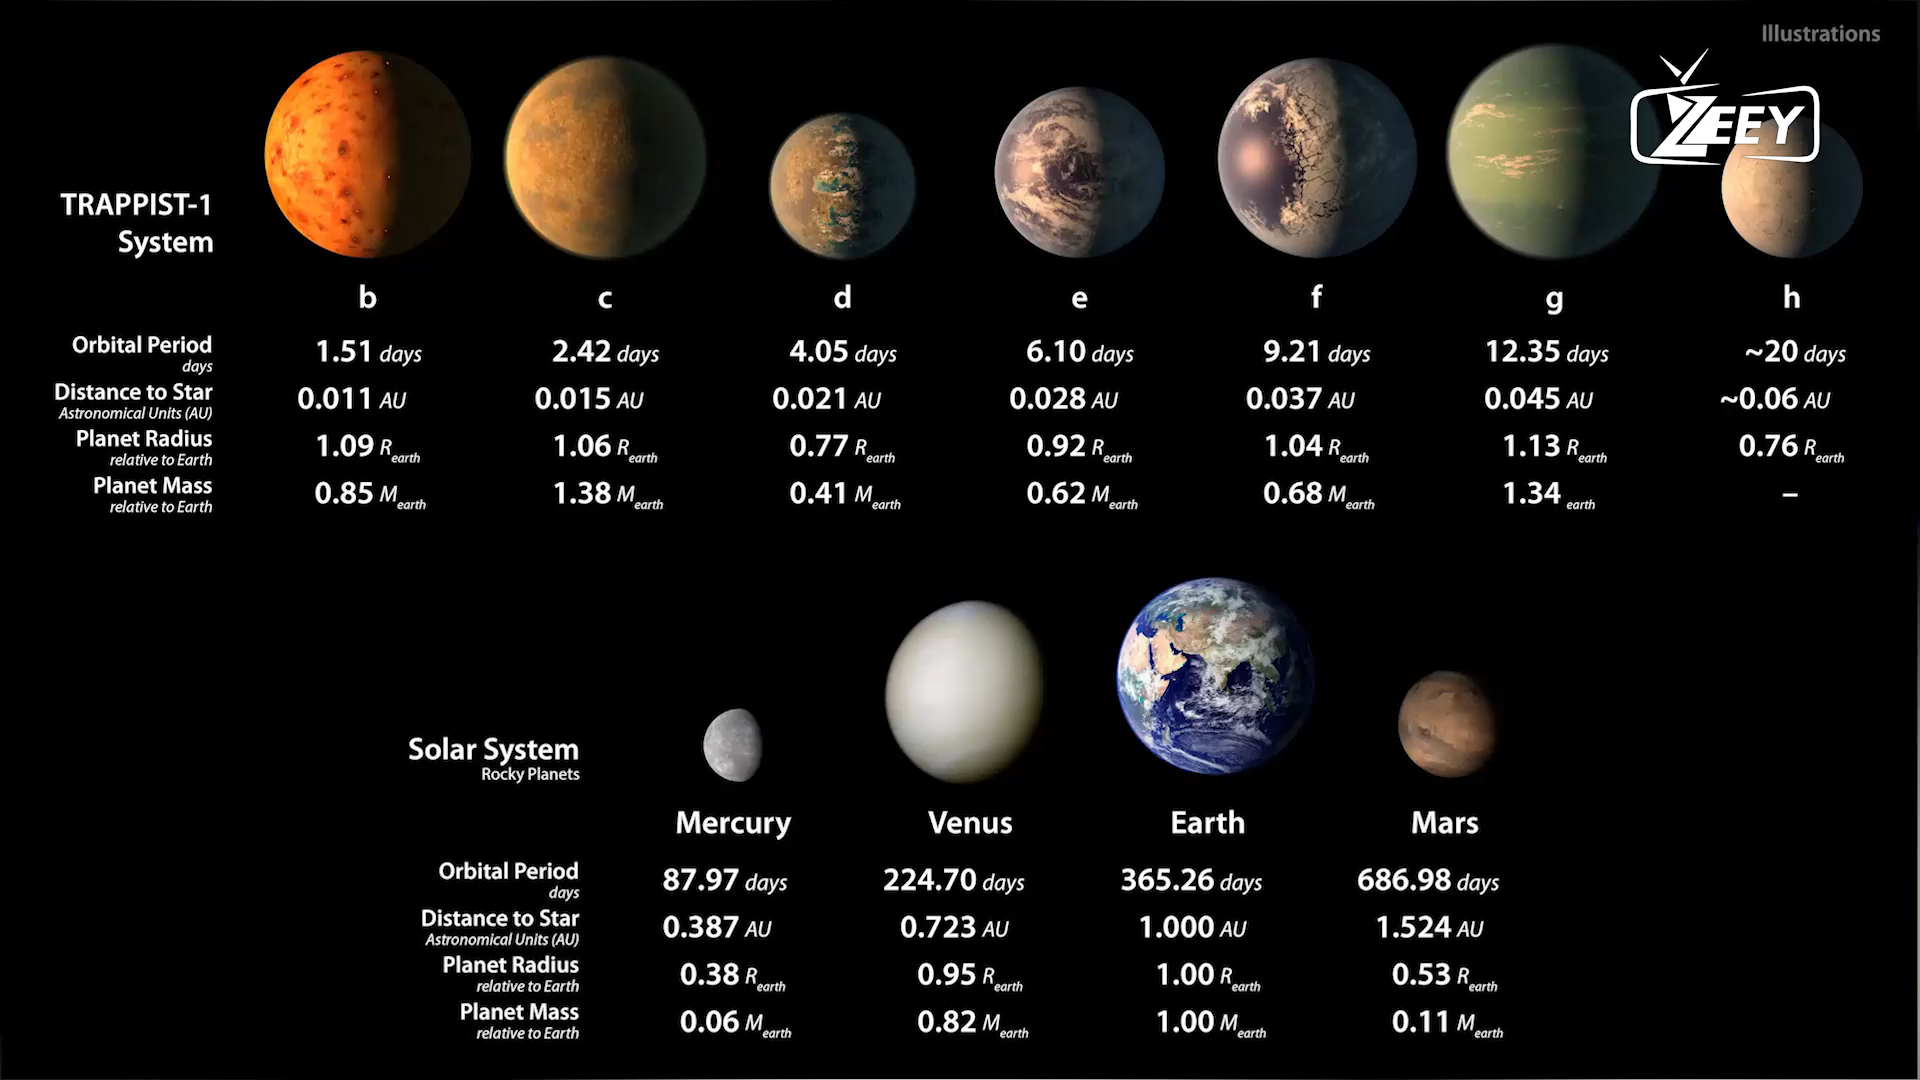 Illustrations
ZEEY
TRAPPIST-1
System
b c d e f g h
Orbital Period 1.51 days 2.42 days 4.05 days 6.10 days 9.21 days 12.35 days ~20 days
days
Distance to Star 0.011 AU 0.015 AU 0.021 AU 0.028 AU 0.037 AU 0.045 AU ~0.06 AU
Astronomical Units (AU)
Planet Radius 1.09 Rearth 1.06 Rearth 0.77 Rearth 0.92 Rearth 1.04 Rearth 1.13 Rearth 0.76 Rearth
relative to Earth
Planet Mass 0.85 Mearth 1.38 Mearth 0.41 Mearth 0.62 Mearth 0.68 Mearth 1.34 earth –
relative to Earth
Solar System
Rocky Planets
Mercury Venus Earth Mars
Orbital Period 87.97 days 224.70 days 365.26 days 686.98 days
days
Distance to Star 0.387 AU 0.723 AU 1.000 AU 1.524 AU
Astronomical Units (AU)
Planet Radius 0.38 Rearth 0.95 Rearth 1.00 Rearth 0.53 Rearth
relative to Earth
Planet Mass 0.06 Mearth 0.82 Mearth 1.00 Mearth 0.11 Mearth
relative to Earth